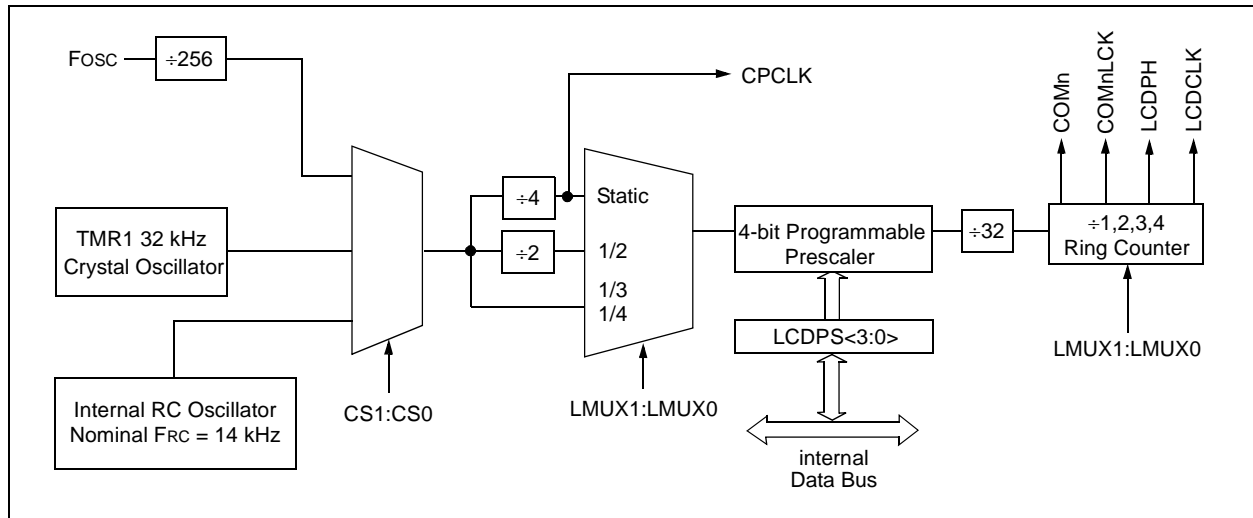 FOSC
÷256
CPCLK
COMn
COMnLCK
LCDPH
LCDCLK
÷4
Static
÷2
1/2
1/3
1/4
TMR1 32 kHz
Crystal Oscillator
4-bit Programmable
Prescaler
÷32
÷1,2,3,4
Ring Counter
LCDPS<3:0>
LMUX1:LMUX0
Internal RC Oscillator
Nominal FRC = 14 kHz
CS1:CS0
LMUX1:LMUX0
internal
Data Bus